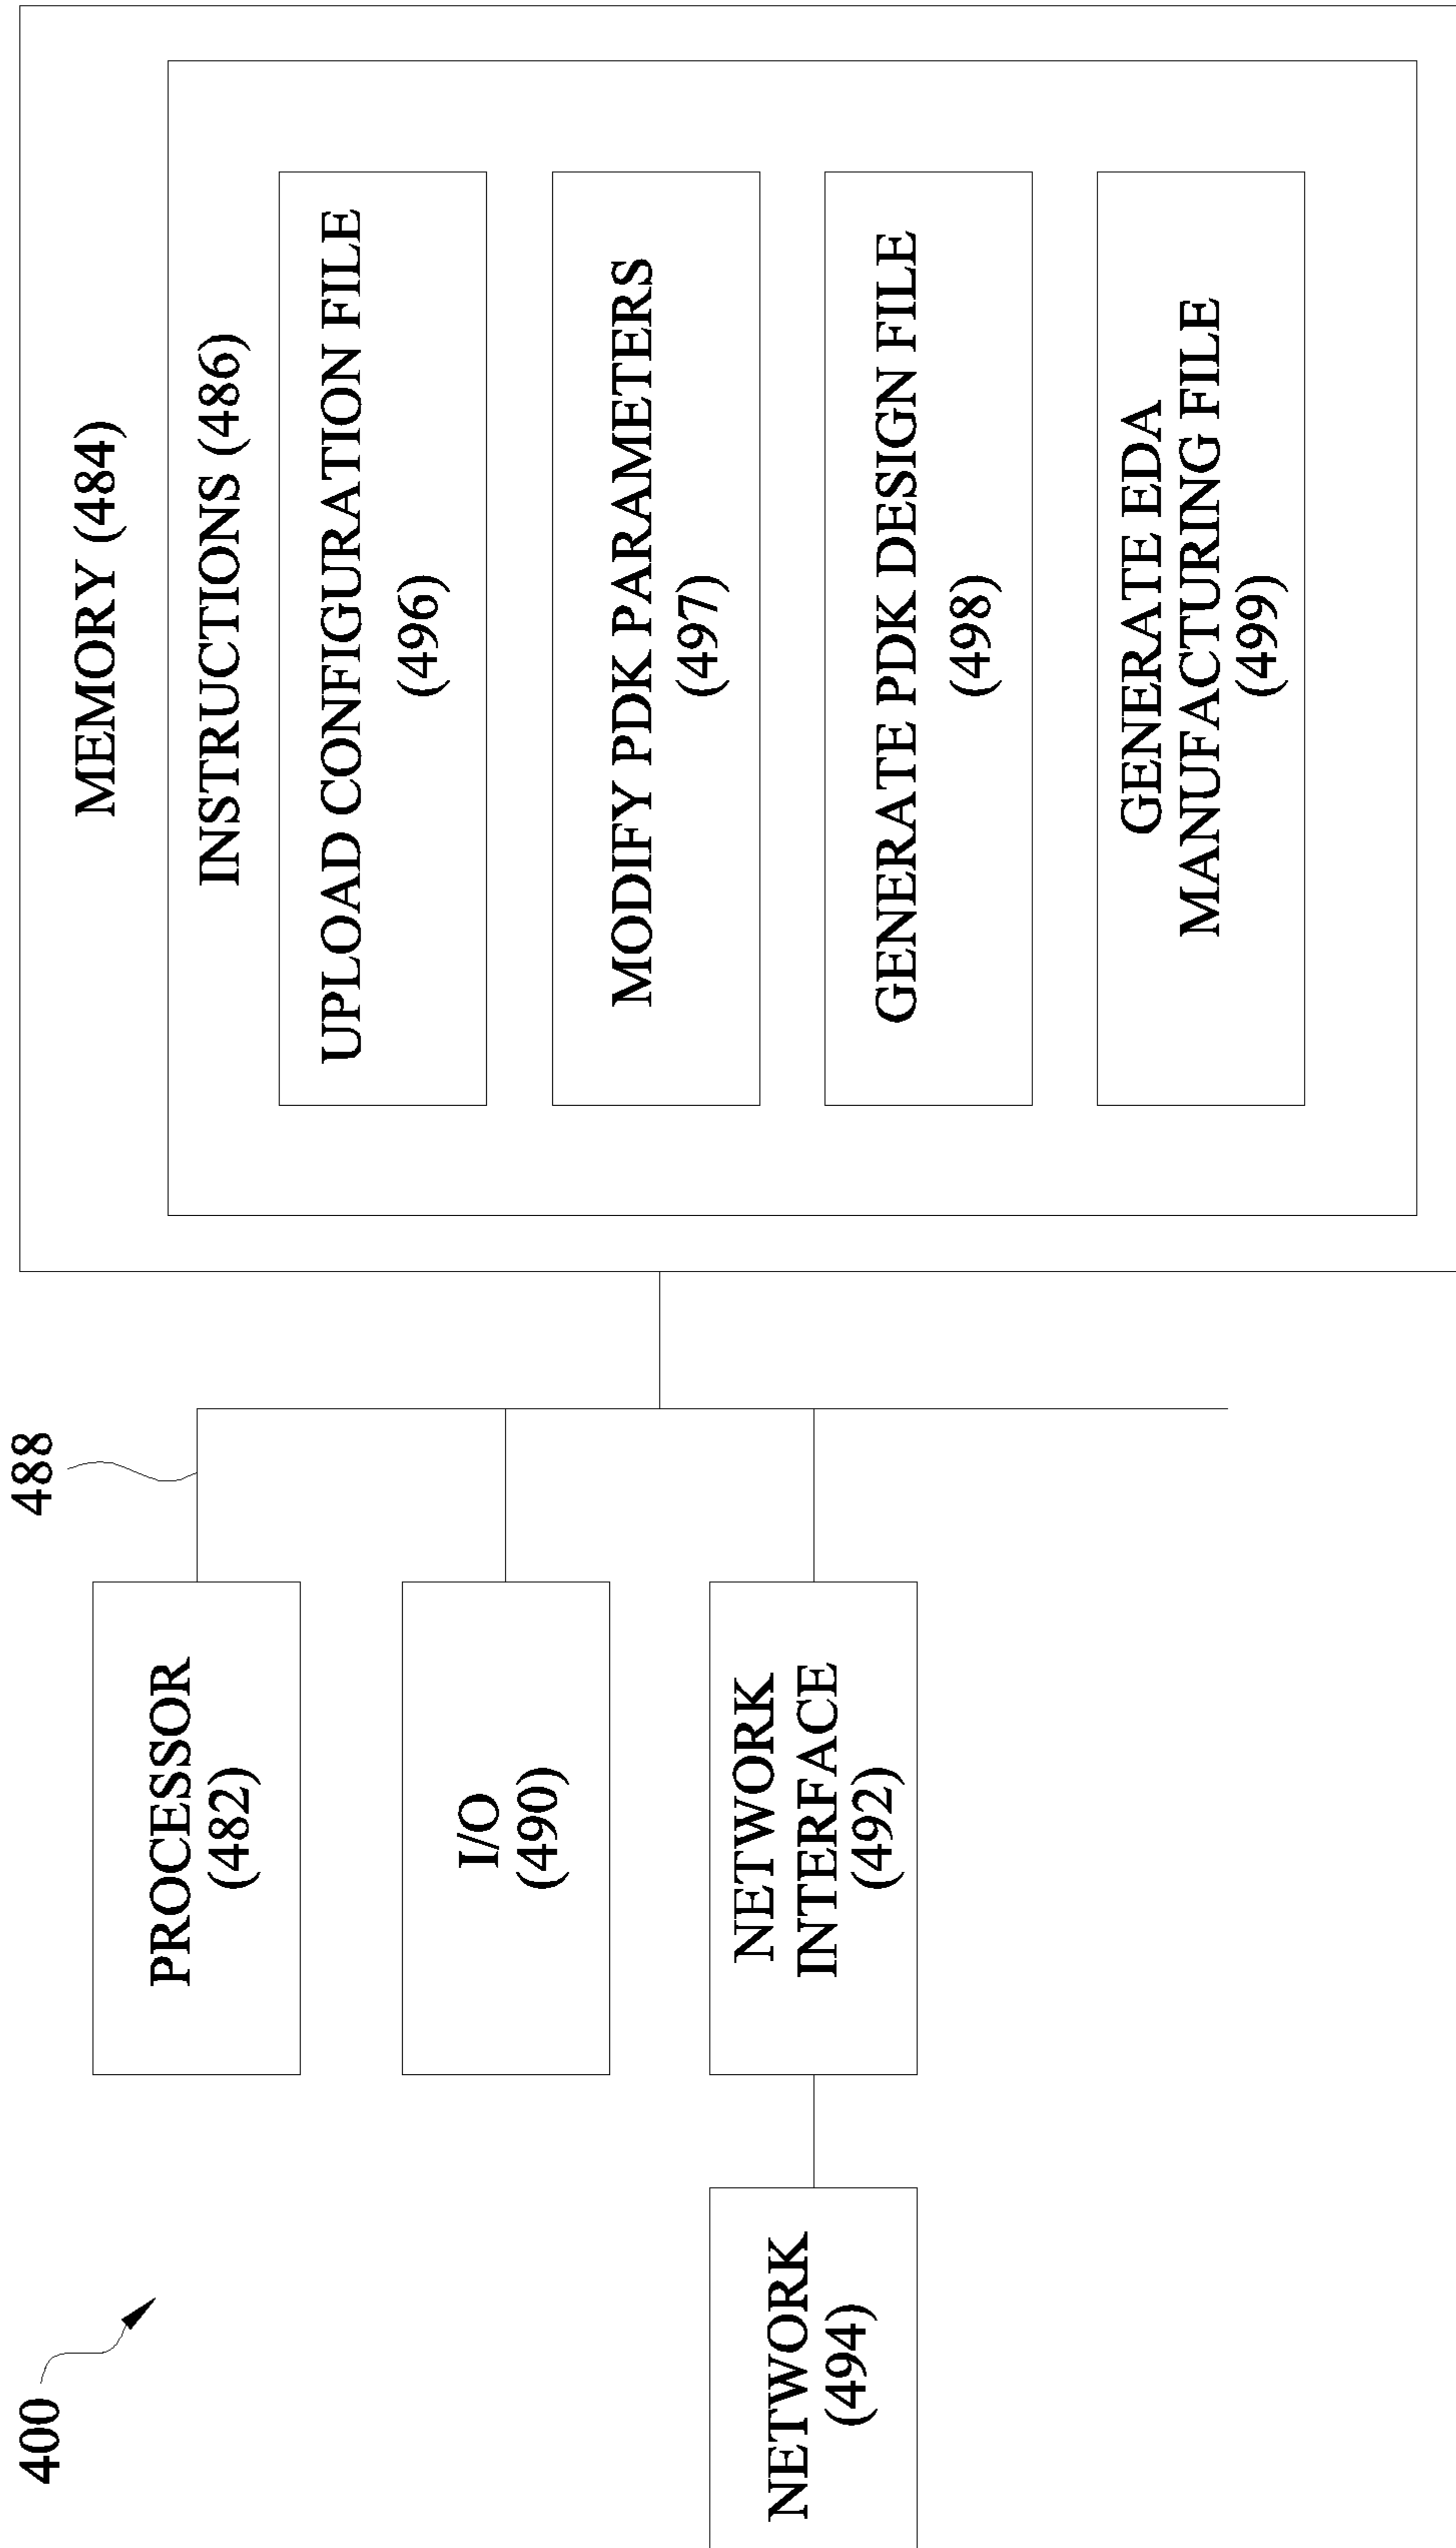 400
488
NETWORK
(494)
PROCESSOR
(482)
I/O
(490)
NETWORK
INTERFACE
(492)
MEMORY (484)
INSTRUCTIONS (486)
UPLOAD CONFIGURATION FILE
(496)
MODIFY PDK PARAMETERS
(497)
GENERATE PDK DESIGN FILE
(498)
GENERATE EDA
MANUFACTURING FILE
(499)